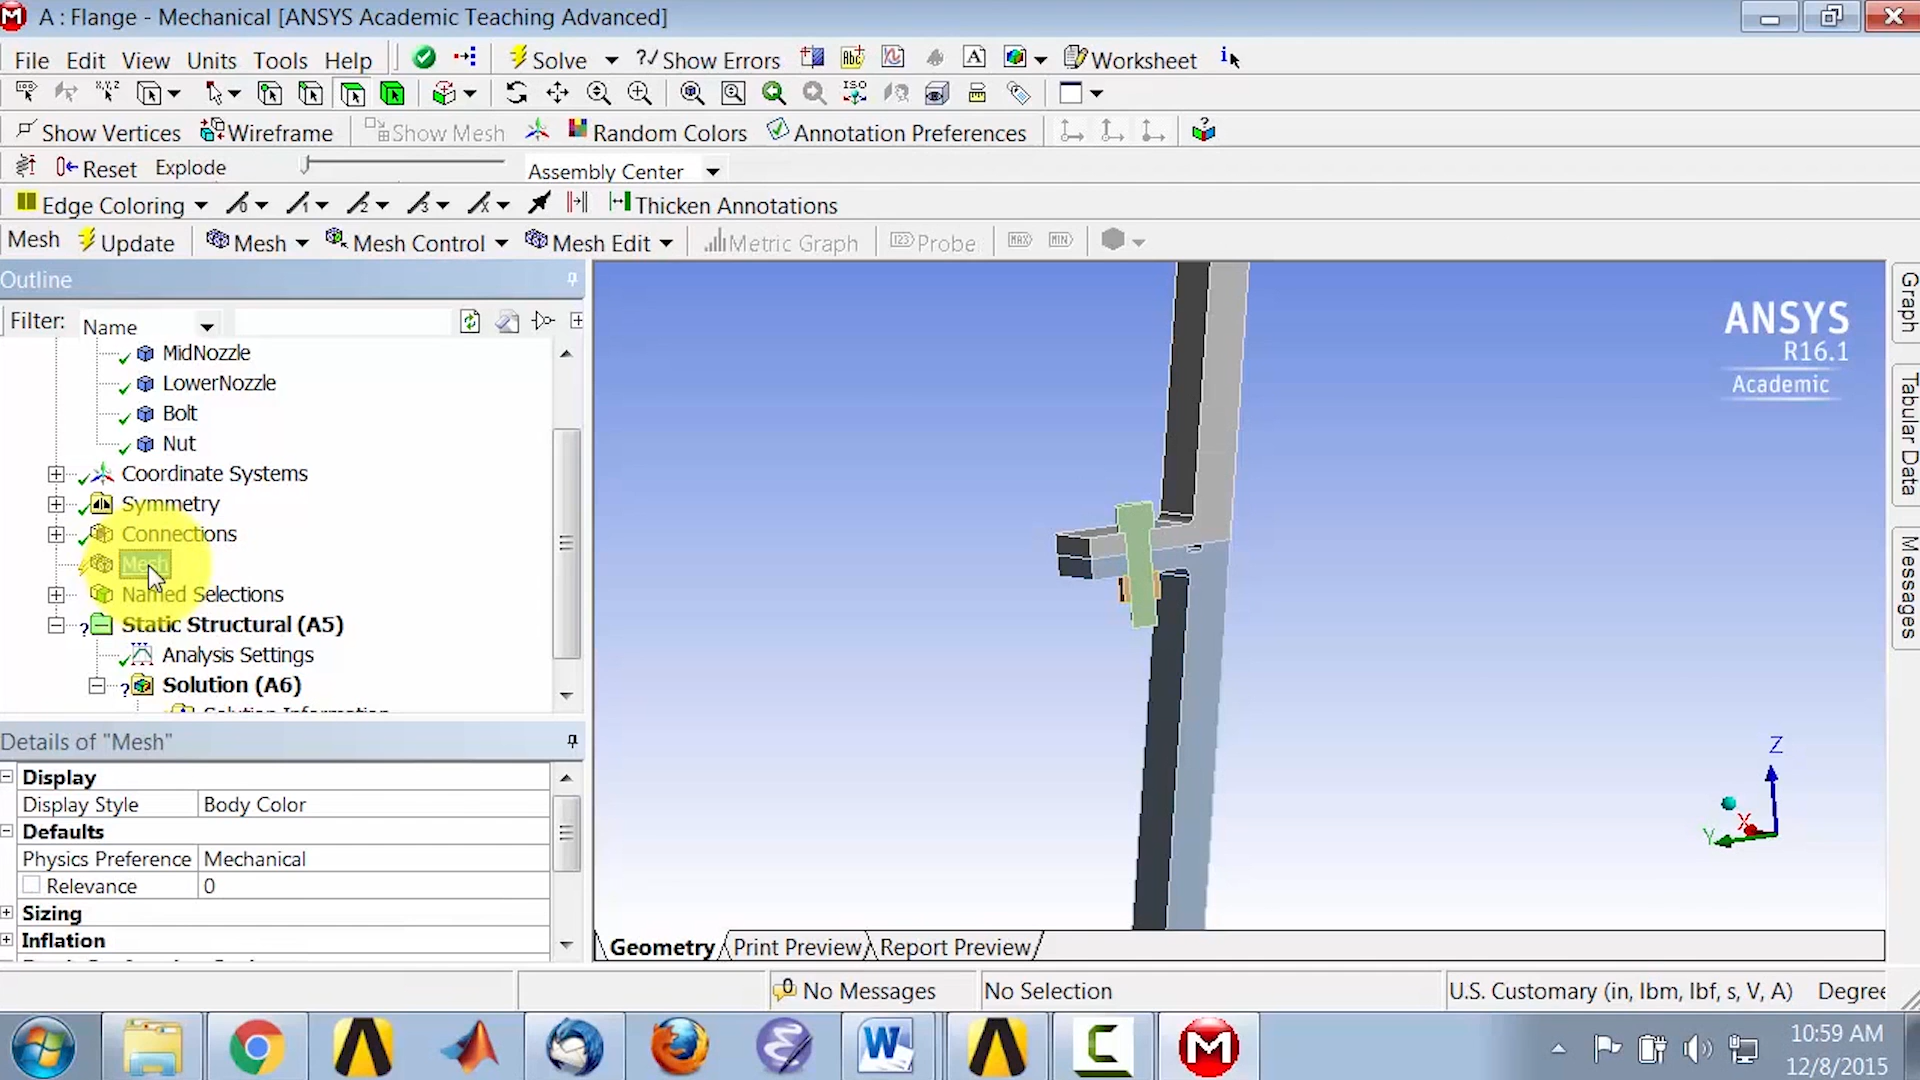 A : Flange - Mechanical [ANSYS Academic Teaching Advanced]
File Edit View Units Tools Help Solve ?/ Show Errors Worksheet
Show Vertices Wireframe Show Mesh Random Colors Annotation Preferences
Reset Explode Assembly Center
Edge Coloring Thicken Annotations
Mesh Update Mesh Mesh Control Mesh Edit Metric Graph Probe
Outline
Filter: Name
MidNozzle
LowerNozzle
Bolt
Nut
Coordinate Systems
Symmetry
Connections
Mesh
Named Selections
Static Structural (A5)
Analysis Settings
Solution (A6)
Solution Information
Details of "Mesh"
Display
Display Style Body Color
Defaults
Physics Preference Mechanical
Relevance 0
Sizing
Inflation
ANSYS
R16.1
Academic
Z
X
Y
Graph
Tabular Data
Messages
Geometry Print Preview Report Preview
0 No Messages No Selection U.S. Customary (in, lbm, lbf, s, V, A) Degree
10:59 AM
12/8/2015